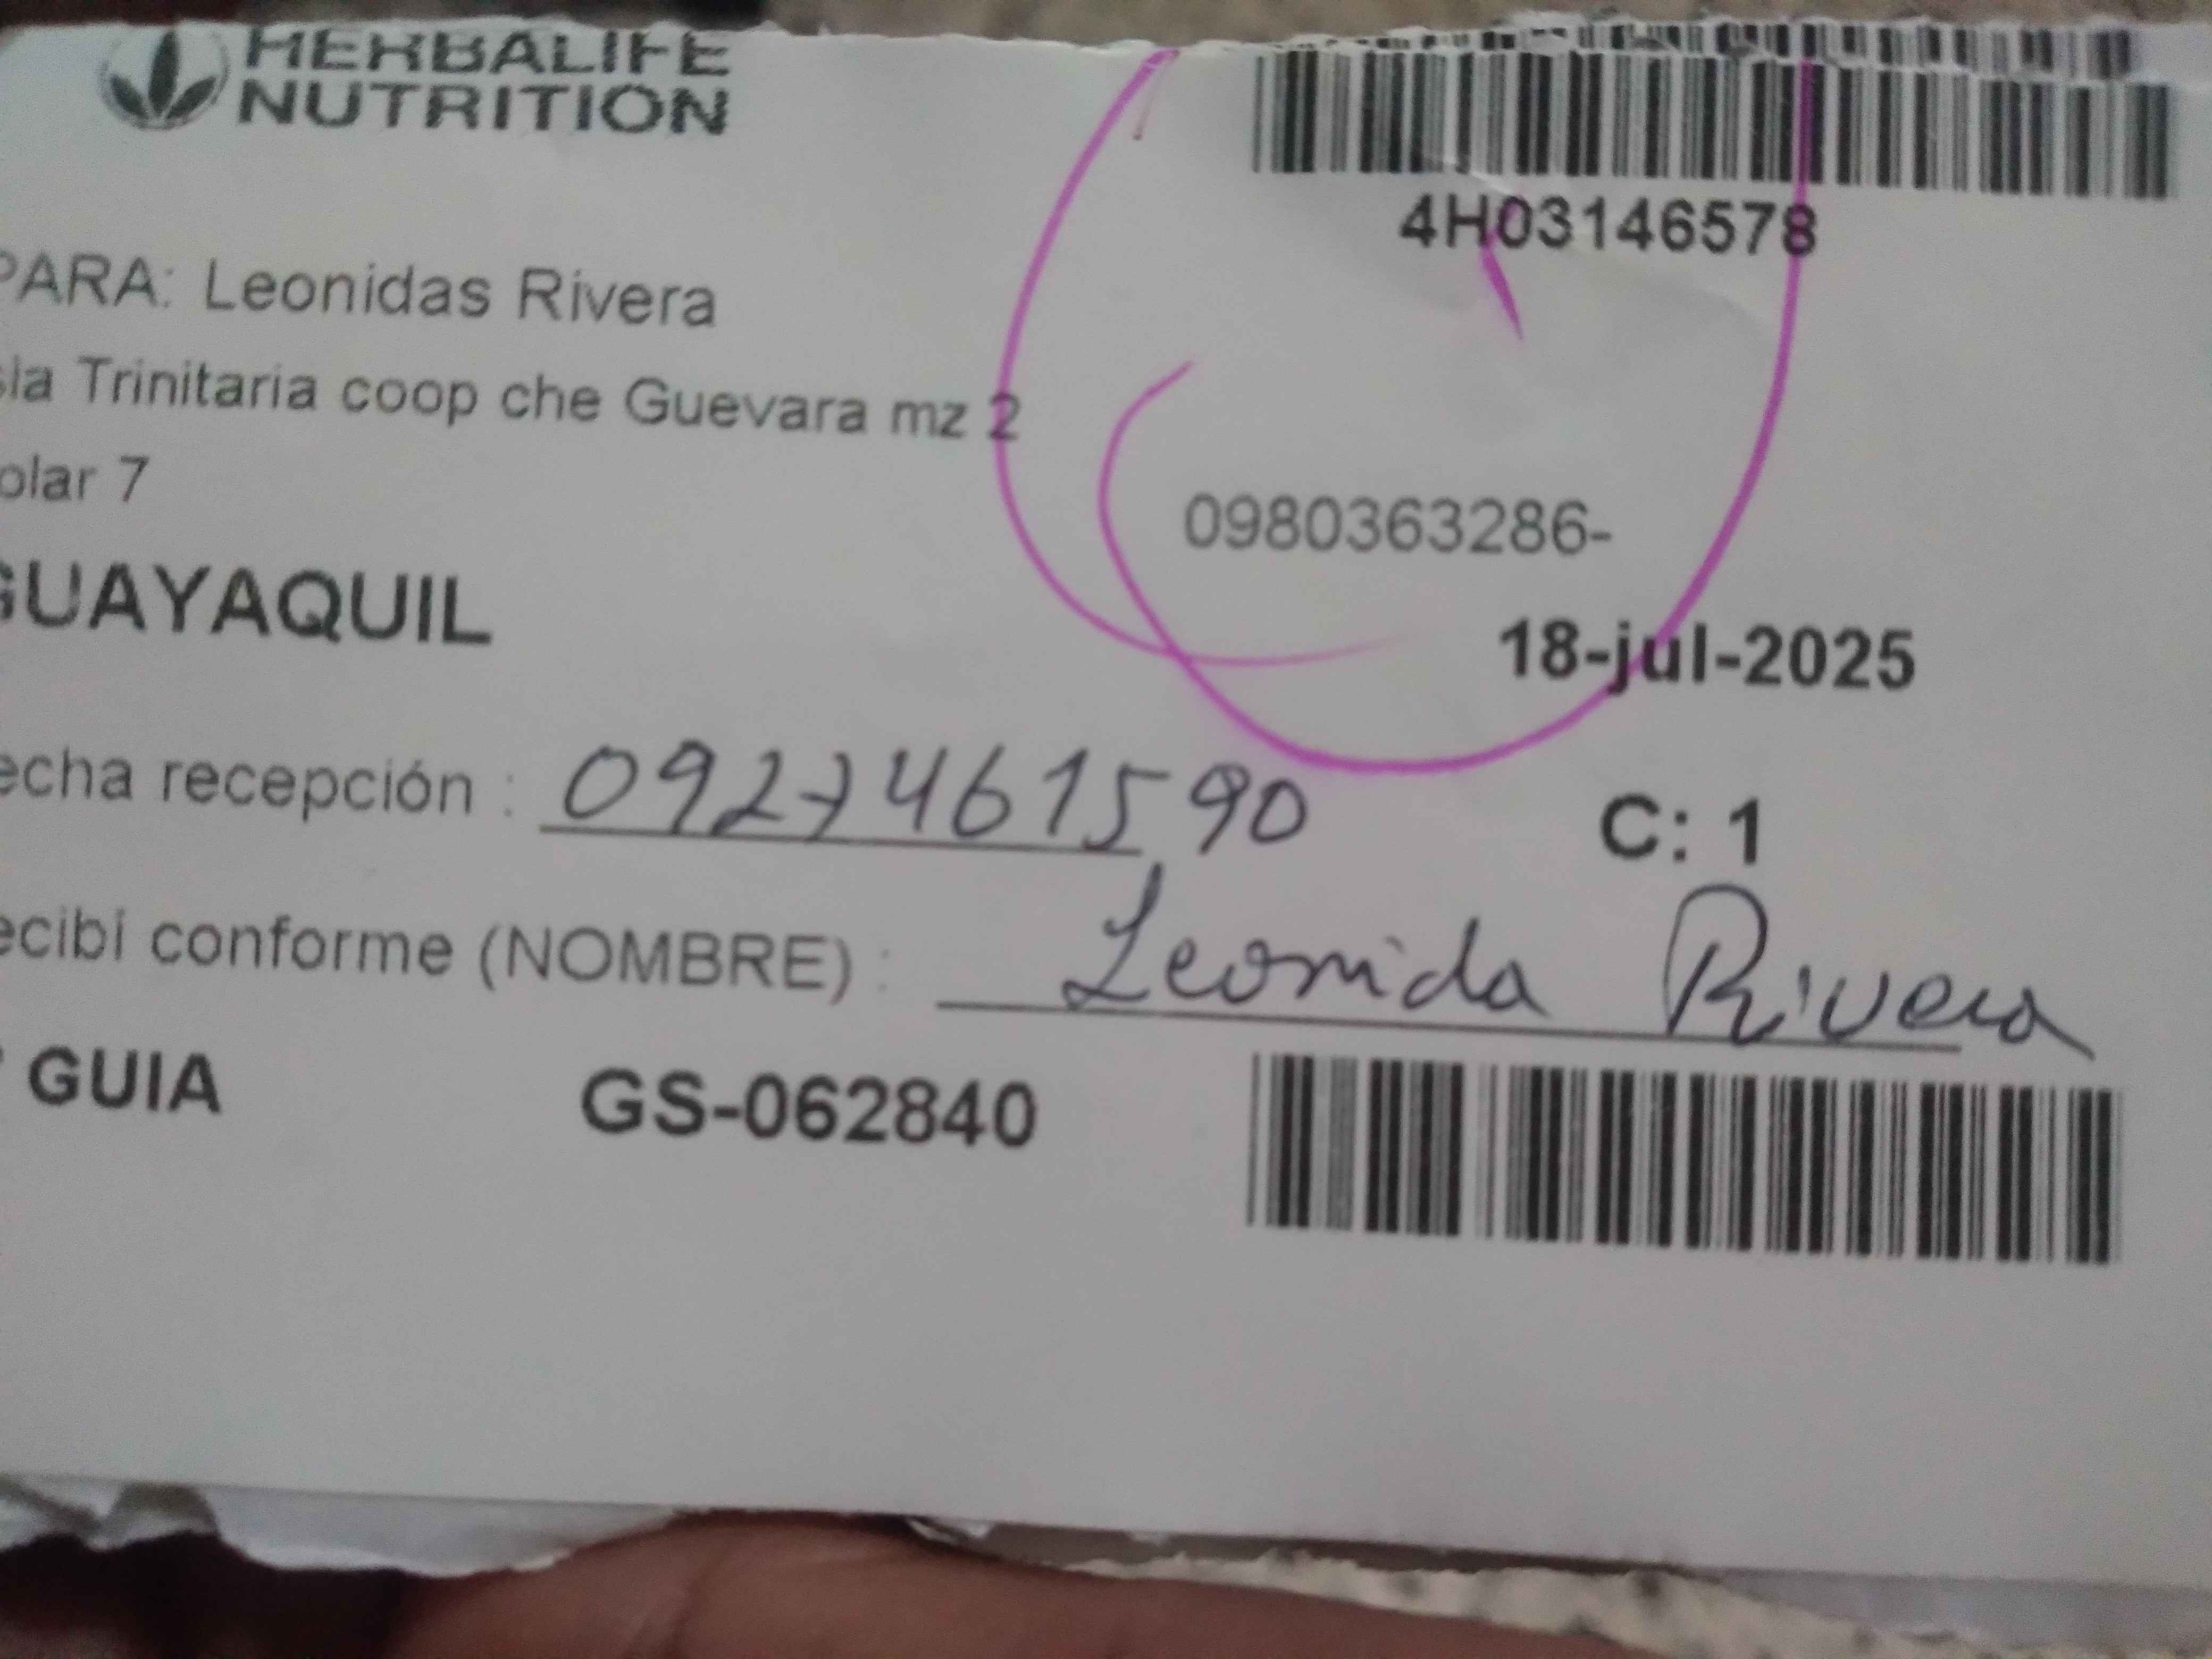 HERBALIFE
NUTRITION
4H03146578
PARA: Leonidas Rivera
sla Trinitaria coop che Guevara mz 2
olar 7
0980363286-
GUAYAQUIL
18-jul-2025
echa recepción : 0927461590
C: 1
ecibí conforme (NOMBRE) : Leonida Rivera
GUIA GS-062840